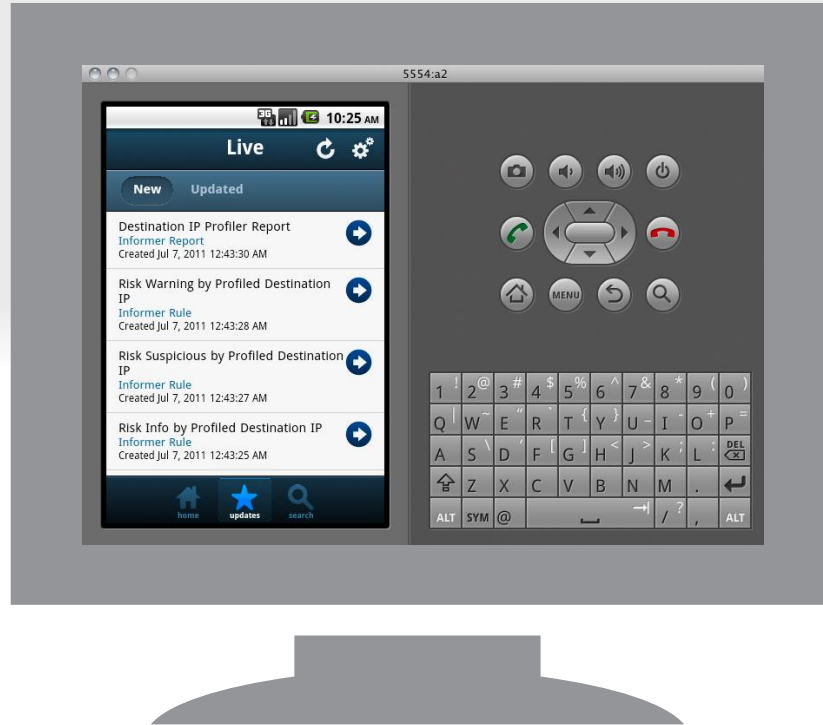 5554:a2
3G
10:25 AM
Live
New Updated
Destination IP Profiler Report
Informer Report
Created Jul 7, 2011 12:43:30 AM
Risk Warning by Profiled Destination
IP
Informer Rule
Created Jul 7, 2011 12:43:28 AM
Risk Suspicious by Profiled Destination
IP
Informer Rule
Created Jul 7, 2011 12:43:27 AM
Risk Info by Profiled Destination IP
Informer Rule
Created Jul 7, 2011 12:43:25 AM
home updates search
MENU
1 ! 2 @ 3 # 4 $ 5 % 6 ^ 7 & 8 * 9 ( 0 )
Q | W ~ E " R ` T { Y } U - I - O + P =
A S \ D ' F [ G ] H < J > K ; L : DEL
Z X C V B N M .
ALT SYM @ / ? , ALT